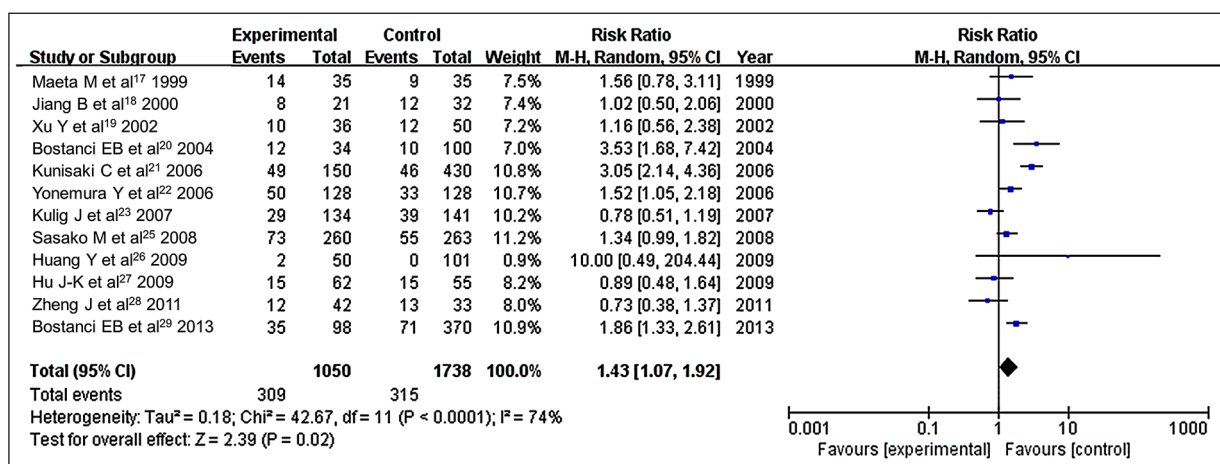 Experimental Control Risk Ratio Risk Ratio
Study or Subgroup Events Total Events Total Weight M-H, Random, 95% CI Year M-H, Random, 95% CI
Maeta M et al17 1999 14 35 9 35 7.5% 1.56 [0.78, 3.11] 1999
Jiang B et al18 2000 8 21 12 32 7.4% 1.02 [0.50, 2.06] 2000
Xu Y et al19 2002 10 36 12 50 7.2% 1.16 [0.56, 2.38] 2002
Bostanci EB et al20 2004 12 34 10 100 7.0% 3.53 [1.68, 7.42] 2004
Kunisaki C et al21 2006 49 150 46 430 10.8% 3.05 [2.14, 4.36] 2006
Yonemura Y et al22 2006 50 128 33 128 10.7% 1.52 [1.05, 2.18] 2006
Kulig J et al23 2007 29 134 39 141 10.2% 0.78 [0.51, 1.19] 2007
Sasako M et al25 2008 73 260 55 263 11.2% 1.34 [0.99, 1.82] 2008
Huang Y et al26 2009 2 50 0 101 0.9% 10.00 [0.49, 204.44] 2009
Hu J-K et al27 2009 15 62 15 55 8.2% 0.89 [0.48, 1.64] 2009
Zheng J et al28 2011 12 42 13 33 8.0% 0.73 [0.38, 1.37] 2011
Bostanci EB et al29 2013 35 98 71 370 10.9% 1.86 [1.33, 2.61] 2013
Total (95% CI) 1050 1738 100.0% 1.43 [1.07, 1.92]
Total events 309 315
Heterogeneity: Tau² = 0.18; Chi² = 42.67, df = 11 (P < 0.0001); I² = 74%
Test for overall effect: Z = 2.39 (P = 0.02)
0.001 0.1 1 10 1000
Favours [experimental] Favours [control]